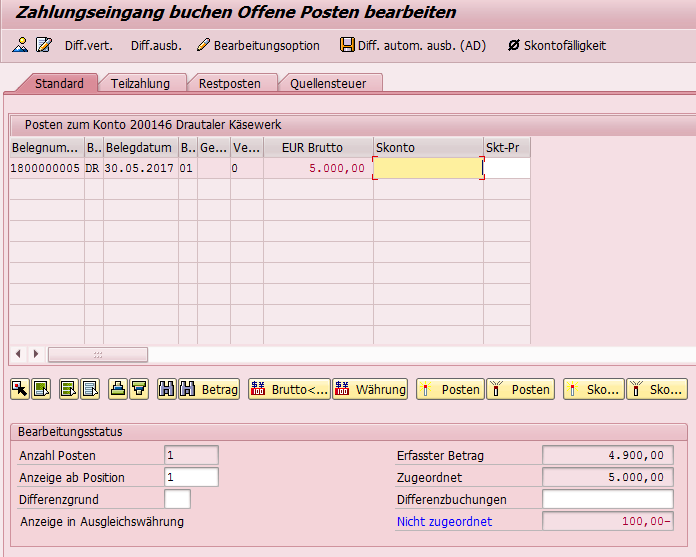 Zahlungseingang buchen Offene Posten bearbeiten
Diff.vert. Diff.ausb. Bearbeitungsoption Diff. autom. ausb. (AD) Skontofälligkeit
Standard Teilzahlung Restposten Quellensteuer
Posten zum Konto 200146 Drautaler Käsewerk
Belegnum... B.. Belegdatum B.. Ge... Ve... EUR Brutto Skonto Skt-Pr
1800000005 DR 30.05.2017 01 0 5.000,00
Betrag Brutto<... Währung Posten Posten Sko... Sko...
Bearbeitungsstatus
Anzahl Posten 1 Erfasster Betrag 4.900,00
Anzeige ab Position 1 Zugeordnet 5.000,00
Differenzgrund Differenzbuchungen
Anzeige in Ausgleichswährung Nicht zugeordnet 100,00-